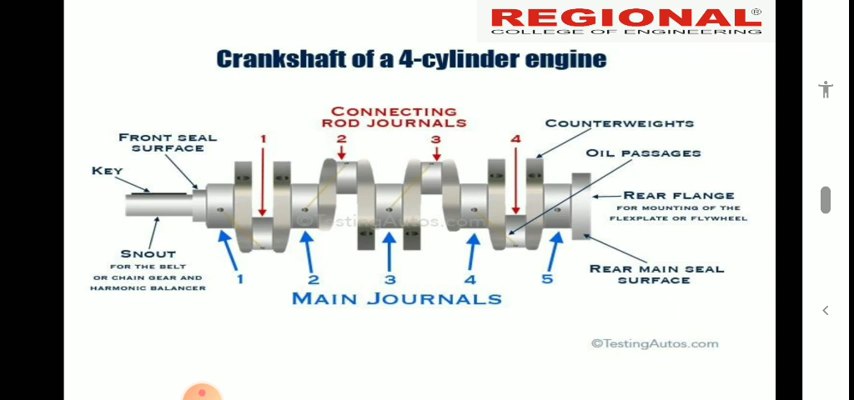 REGIONAL®
COLLEGE OF ENGINEERING
Crankshaft of a 4-cylinder engine
CONNECTING
ROD JOURNALS
1
2
3
4
COUNTERWEIGHTS
FRONT SEAL
SURFACE
OIL PASSAGES
KEY
REAR FLANGE
FOR MOUNTING OF THE
FLEXPLATE OR FLYWHEEL
©TestingAutos.com
SNOUT
FOR THE BELT
OR CHAIN GEAR AND
HARMONIC BALANCER
REAR MAIN SEAL
SURFACE
1
2
3
4
5
MAIN JOURNALS
©TestingAutos.com